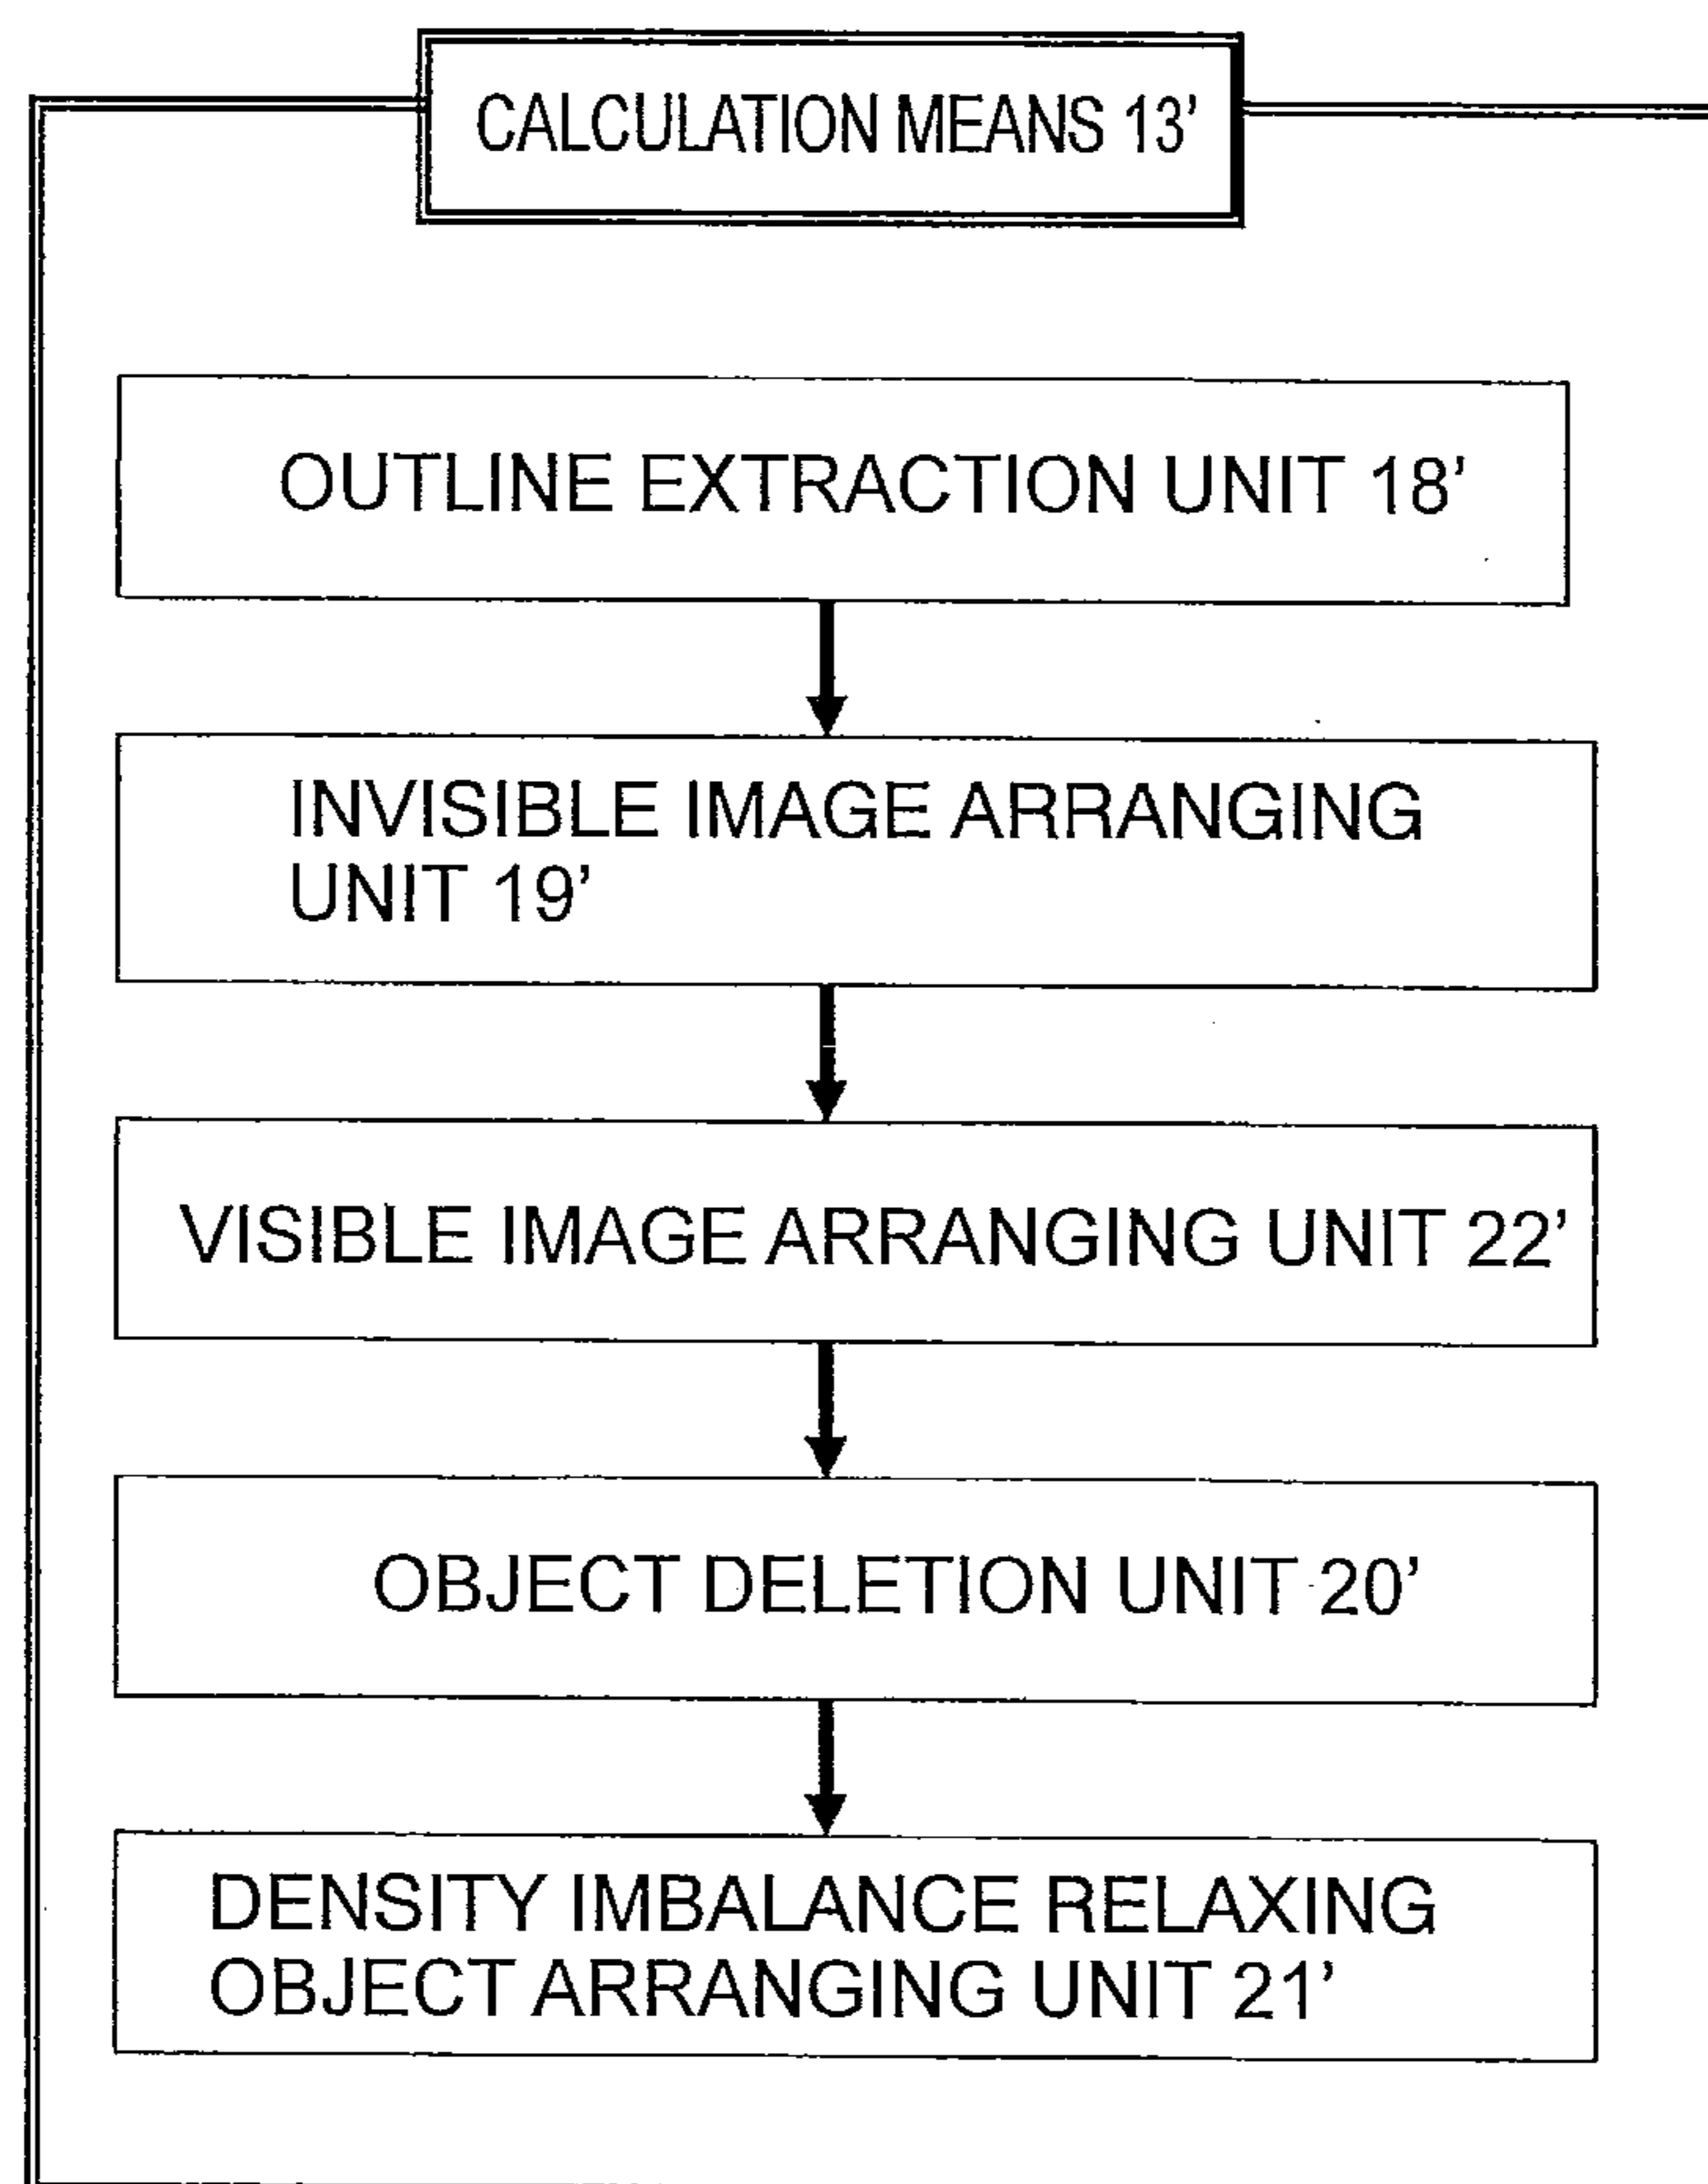 CALCULATION MEANS 13'
OUTLINE EXTRACTION UNIT 18'
INVISIBLE IMAGE ARRANGING
UNIT 19'
VISIBLE IMAGE ARRANGING UNIT 22'
OBJECT DELETION UNIT 20'
DENSITY IMBALANCE RELAXING
OBJECT ARRANGING UNIT 21'